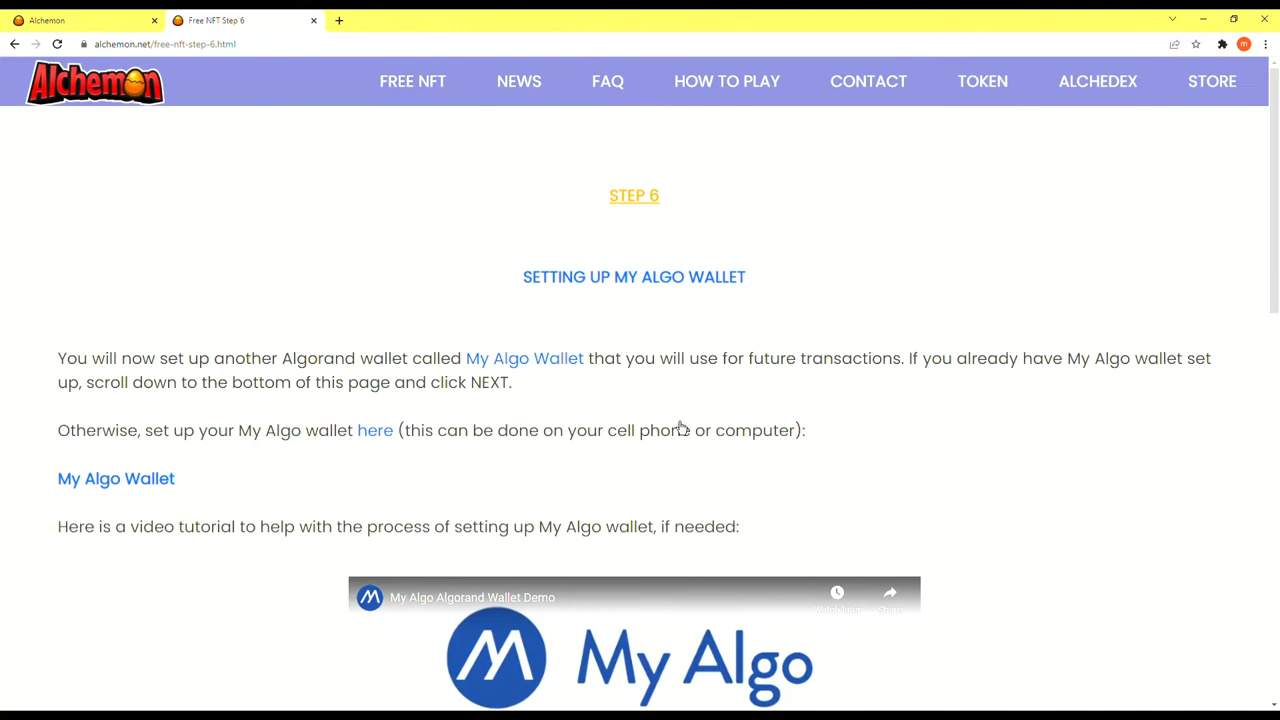 Alchemon
Free NFT Step 6
alchemon.net/free-nft-step-6.html
m
Alchemon
FREE NFT
NEWS
FAQ
HOW TO PLAY
CONTACT
TOKEN
ALCHEDEX
STORE
STEP 6
SETTING UP MY ALGO WALLET
You will now set up another Algorand wallet called My Algo Wallet that you will use for future transactions. If you already have My Algo wallet set
up, scroll down to the bottom of this page and click NEXT.
Otherwise, set up your My Algo wallet here (this can be done on your cell phone or computer):
My Algo Wallet
Here is a video tutorial to help with the process of setting up My Algo wallet, if needed:
My Algo Algorand Wallet Demo
Watch later
Share
My Algo